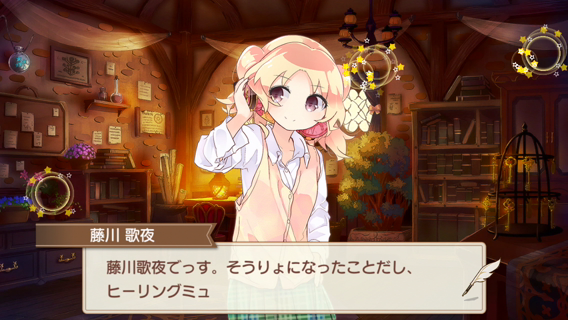 藤川 歌夜
藤川歌夜でっす。そうりょになったことだし、
ヒーリングミュ